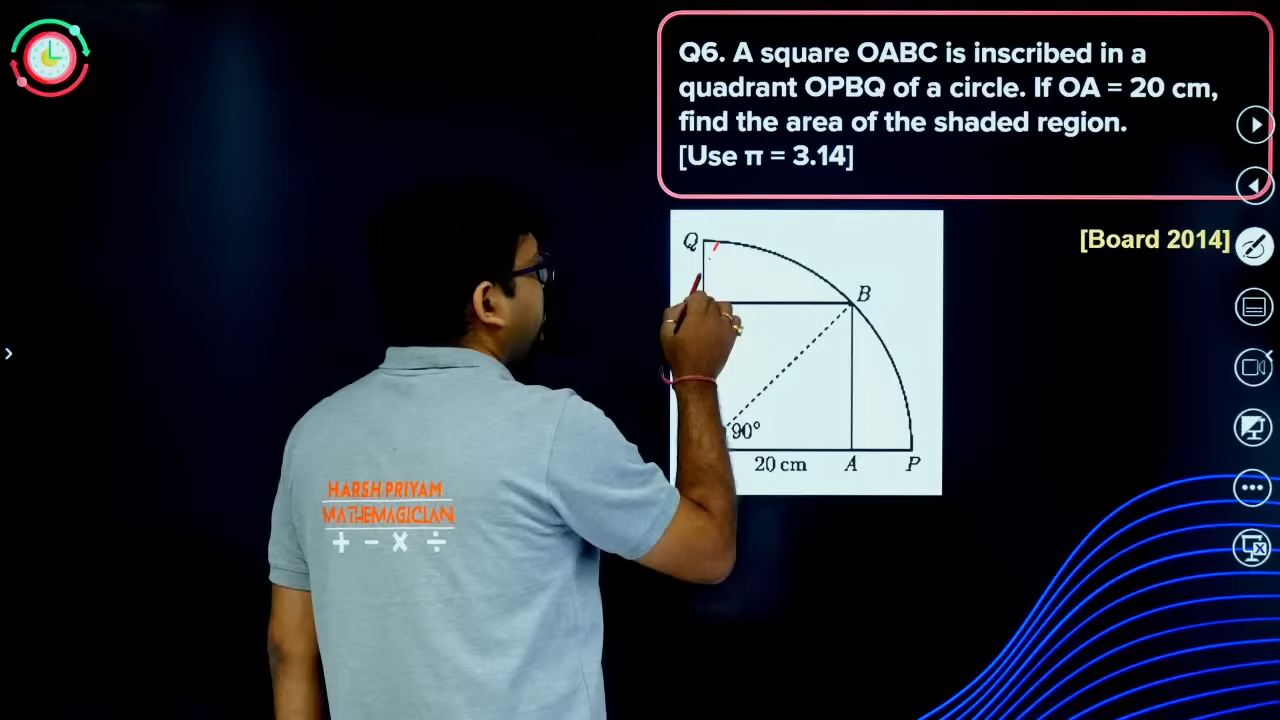 Q6. A square OABC is inscribed in a
quadrant OPBQ of a circle. If OA = 20 cm,
find the area of the shaded region.
[Use π = 3.14]
[Board 2014]
Q
B
90°
20 cm
A
P
HARSH PRIYAM
MATHEMAGICIAN
+ − × ÷